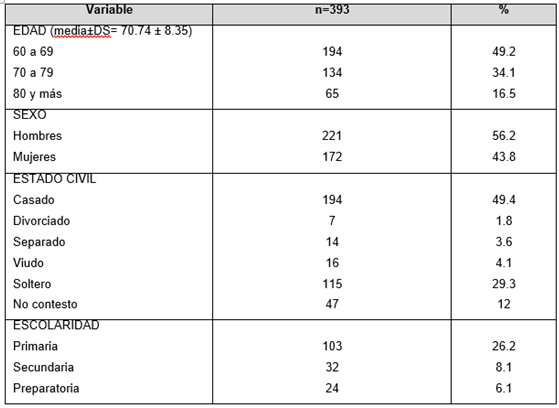 Variable n=393 %
EDAD (media±DS= 70.74 ± 8.35)
60 a 69 194 49.2
70 a 79 134 34.1
80 y más 65 16.5
SEXO
Hombres 221 56.2
Mujeres 172 43.8
ESTADO CIVIL
Casado 194 49.4
Divorciado 7 1.8
Separado 14 3.6
Viudo 16 4.1
Soltero 115 29.3
No contesto 47 12
ESCOLARIDAD
Primaria 103 26.2
Secundaria 32 8.1
Preparatoria 24 6.1